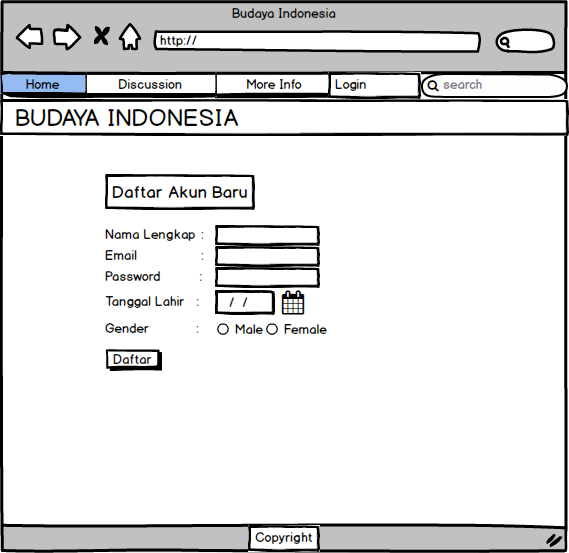 Budaya Indonesia
http://
Home Discussion More Info Login search
BUDAYA INDONESIA
Daftar Akun Baru
Nama Lengkap :
Email :
Password :
Tanggal Lahir : / /
Gender : Male Female
Daftar
Copyright